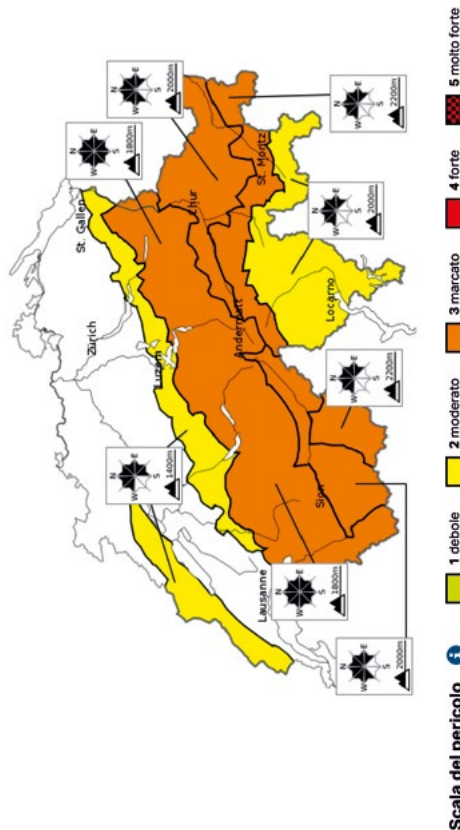 N
W E
S
1400m
N
W E
S
1800m
N
W E
S
2000m
St. Gallen
Zürich
Luzern
Chur
Andermatt
St. Moritz
Lausanne
Sion
Locarno
N
W E
S
2000m
N
W E
S
1800m
N
W E
S
2200m
N
W E
S
2000m
N
W E
S
2200m
Scala del pericolo i 1 debole 2 moderato 3 marcato 4 forte 5 molto forte